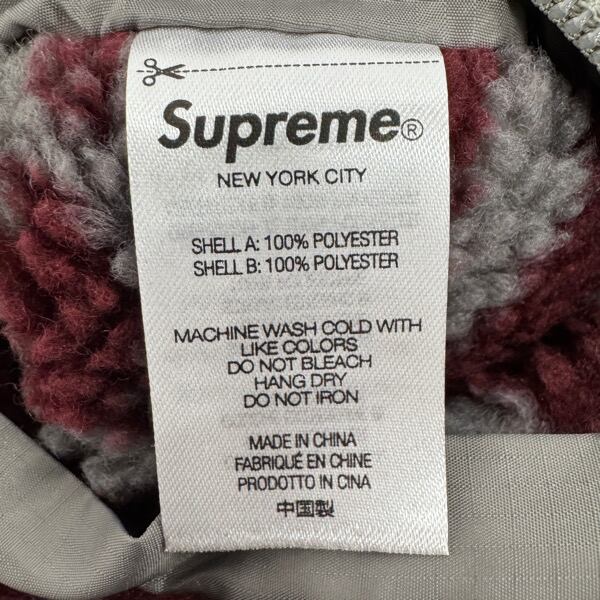 Supreme®
NEW YORK CITY
SHELL A: 100% POLYESTER
SHELL B: 100% POLYESTER
MACHINE WASH COLD WITH
LIKE COLORS
DO NOT BLEACH
HANG DRY
DO NOT IRON
MADE IN CHINA
FABRIQUÉ EN CHINE
PRODOTTO IN CINA
中国製